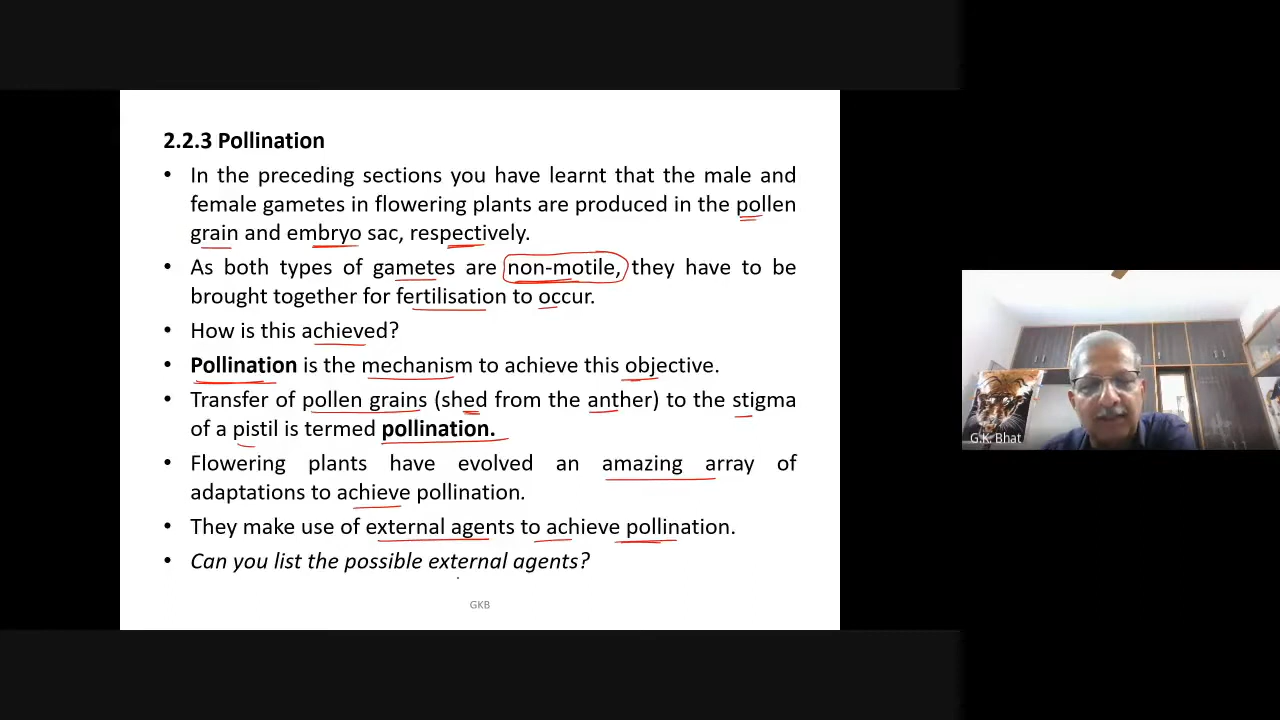 2.2.3 Pollination
• In the preceding sections you have learnt that the male and
female gametes in flowering plants are produced in the pollen
grain and embryo sac, respectively.
• As both types of gametes are non-motile, they have to be
brought together for fertilisation to occur.
• How is this achieved?
• Pollination is the mechanism to achieve this objective.
• Transfer of pollen grains (shed from the anther) to the stigma
of a pistil is termed pollination.
• Flowering plants have evolved an amazing array of
adaptations to achieve pollination.
• They make use of external agents to achieve pollination.
• Can you list the possible external agents?
GKB
G.K. Bhat